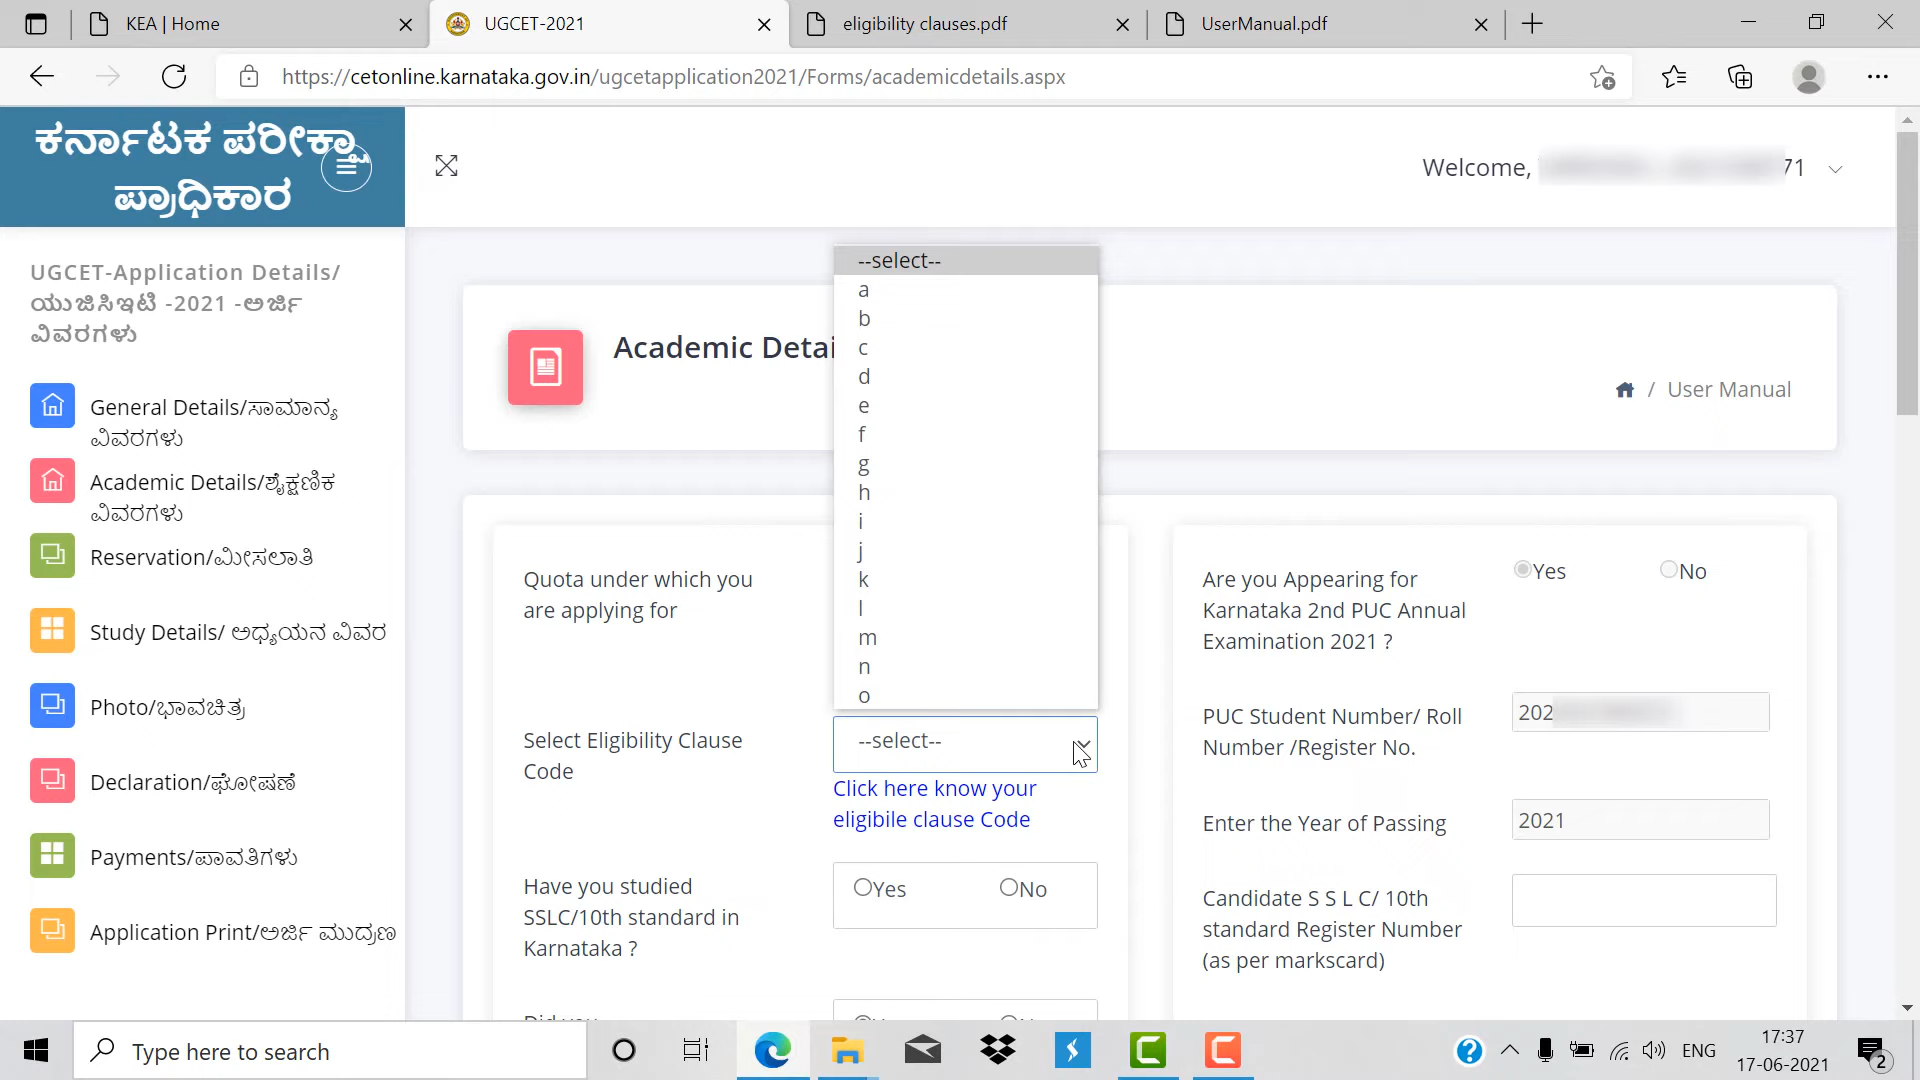 KEA | Home
UGCET-2021
eligibility clauses.pdf
UserManual.pdf
https://cetonline.karnataka.gov.in/ugcetapplication2021/Forms/academicdetails.aspx
ಕರ್ನಾಟಕ ಪರೀಕ್ಷಾ
ಪ್ರಾಧಿಕಾರ
Welcome,
71
UGCET-Application Details/
ಯುಜಿಸಿಇಟಿ -2021 -ಅರ್ಜಿ
ವಿವರಗಳು
General Details/ಸಾಮಾನ್ಯ
ವಿವರಗಳು
Academic Details/ಶೈಕ್ಷಣಿಕ
ವಿವರಗಳು
Reservation/ಮೀಸಲಾತಿ
Study Details/ ಅಧ್ಯಯನ ವಿವರ
Photo/ಭಾವಚಿತ್ರ
Declaration/ಘೋಷಣೆ
Payments/ಪಾವತಿಗಳು
Application Print/ಅರ್ಜಿ ಮುದ್ರಣ
Academic Detai
/ User Manual
--select--
a
b
c
d
e
f
g
h
i
j
k
l
m
n
o
Quota under which you
are applying for
Select Eligibility Clause
Code
--select--
Click here know your
eligibile clause Code
Have you studied
SSLC/10th standard in
Karnataka ?
Yes No
Are you Appearing for
Karnataka 2nd PUC Annual
Examination 2021 ?
Yes No
PUC Student Number/ Roll
Number /Register No.
202
Enter the Year of Passing
2021
Candidate S S L C/ 10th
standard Register Number
(as per markscard)
Type here to search
ENG
17:37
17-06-2021
2